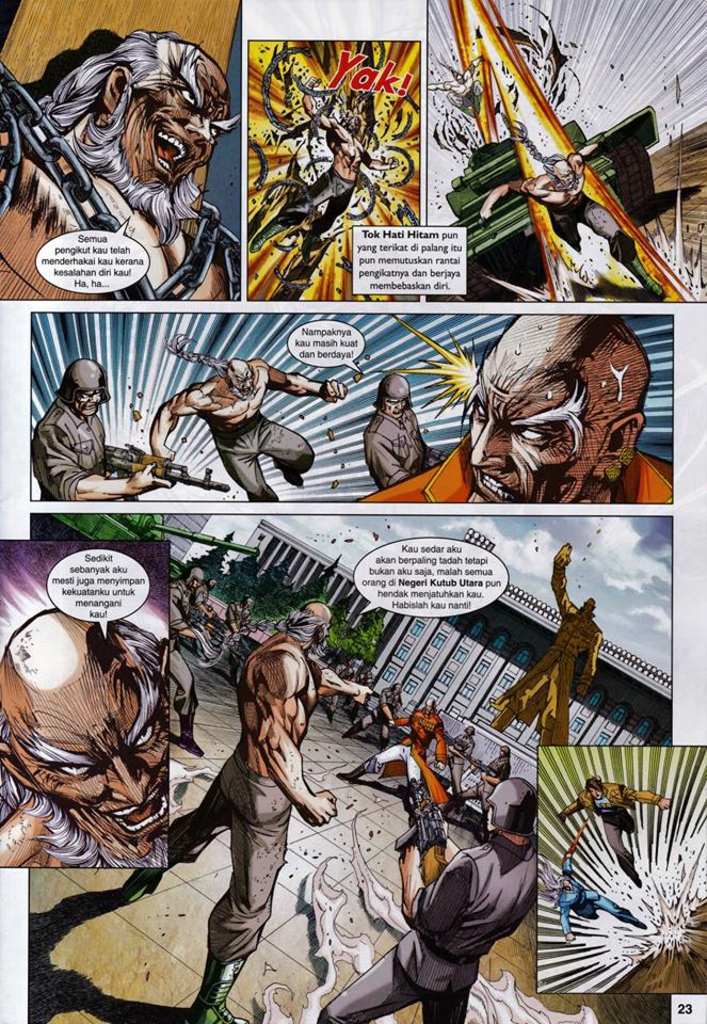 Semua
pengikut kau telah
menderhakai kau kerana
kesalahan diri kau!
Ha, ha...
Yak!
Tok Hati Hitam pun
yang terikat di palang itu
pun memutuskan rantai
pengikatnya dan berjaya
membebaskan diri.
Nampaknya
kau masih kuat
dan berdaya!
Sedikit
sebanyak aku
mesti juga menyimpan
kekuatanku untuk
menangani
kau!
Kau sedar aku
akan berpaling tadah tetapi
bukan aku saja, malah semua
orang di Negeri Kutub Utara pun
hendak menjatuhkan kau.
Habislah kau nanti!
23